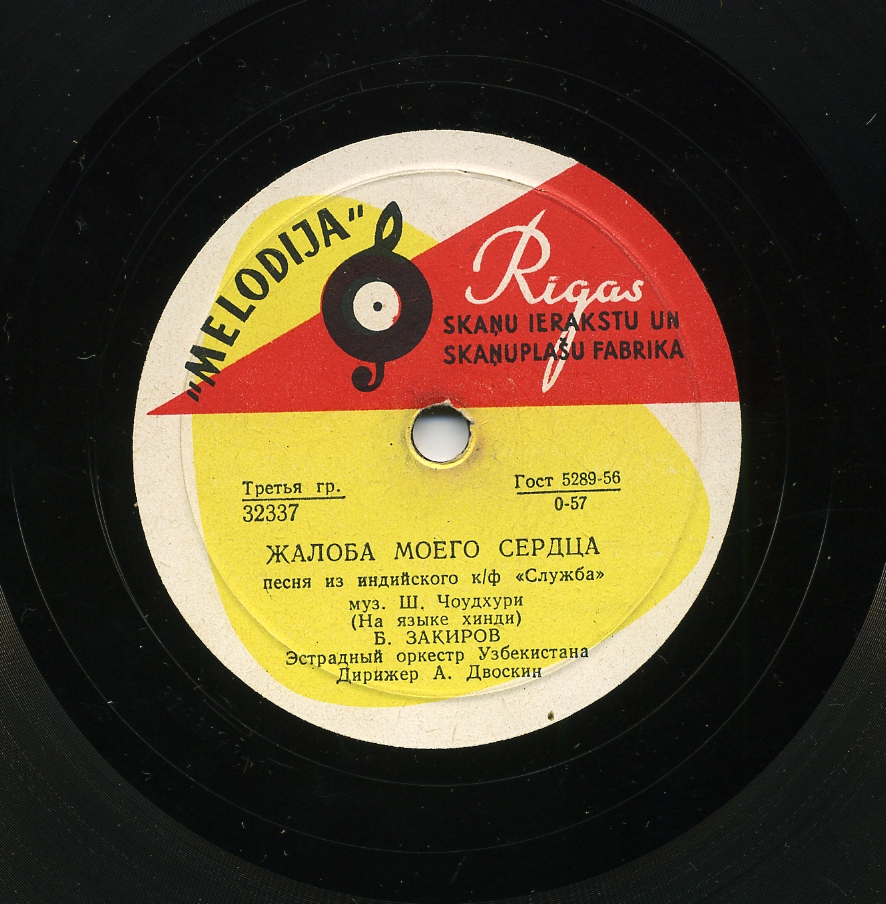 "MELODIJA"
Rīgas
SKAŅU IERAKSTU UN
SKAŅUPLAŠU FABRIKA
Третья гр.
32337
Гост 5289-56
0-57
ЖАЛОБА МОЕГО СЕРДЦА
песня из индийского к/ф «Служба»
муз. Ш. Чоудхури
(На языке хинди)
Б. ЗАКИРОВ
Эстрадный оркестр Узбекистана
Дирижер А. Двоскин